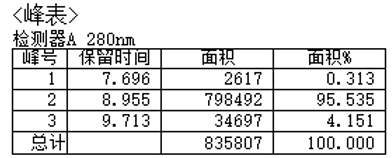 <峰表>
检测器A 280nm
峰号 保留时间 面积 面积%
1 7.696 2617 0.313
2 8.955 798492 95.535
3 9.713 34697 4.151
总计 835807 100.000